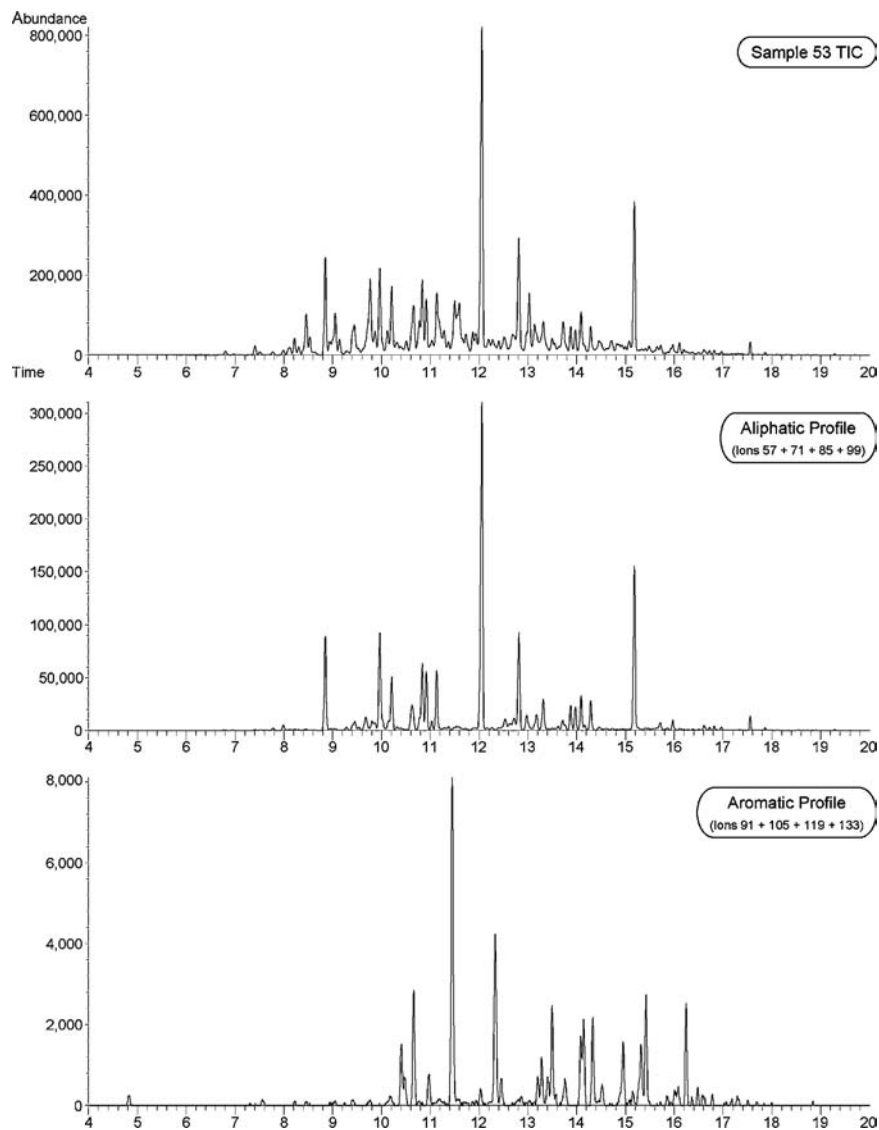 Abundance
800,000
Sample 53 TIC
600,000
400,000
200,000
0
4 5 6 7 8 9 10 11 12 13 14 15 16 17 18 19 20
Time
300,000
Aliphatic Profile
(Ions 57 + 71 + 85 + 99)
250,000
200,000
150,000
100,000
50,000
0
4 5 6 7 8 9 10 11 12 13 14 15 16 17 18 19 20
8,000
Aromatic Profile
(Ions 91 + 105 + 119 + 133)
6,000
4,000
2,000
0
4 5 6 7 8 9 10 11 12 13 14 15 16 17 18 19 20